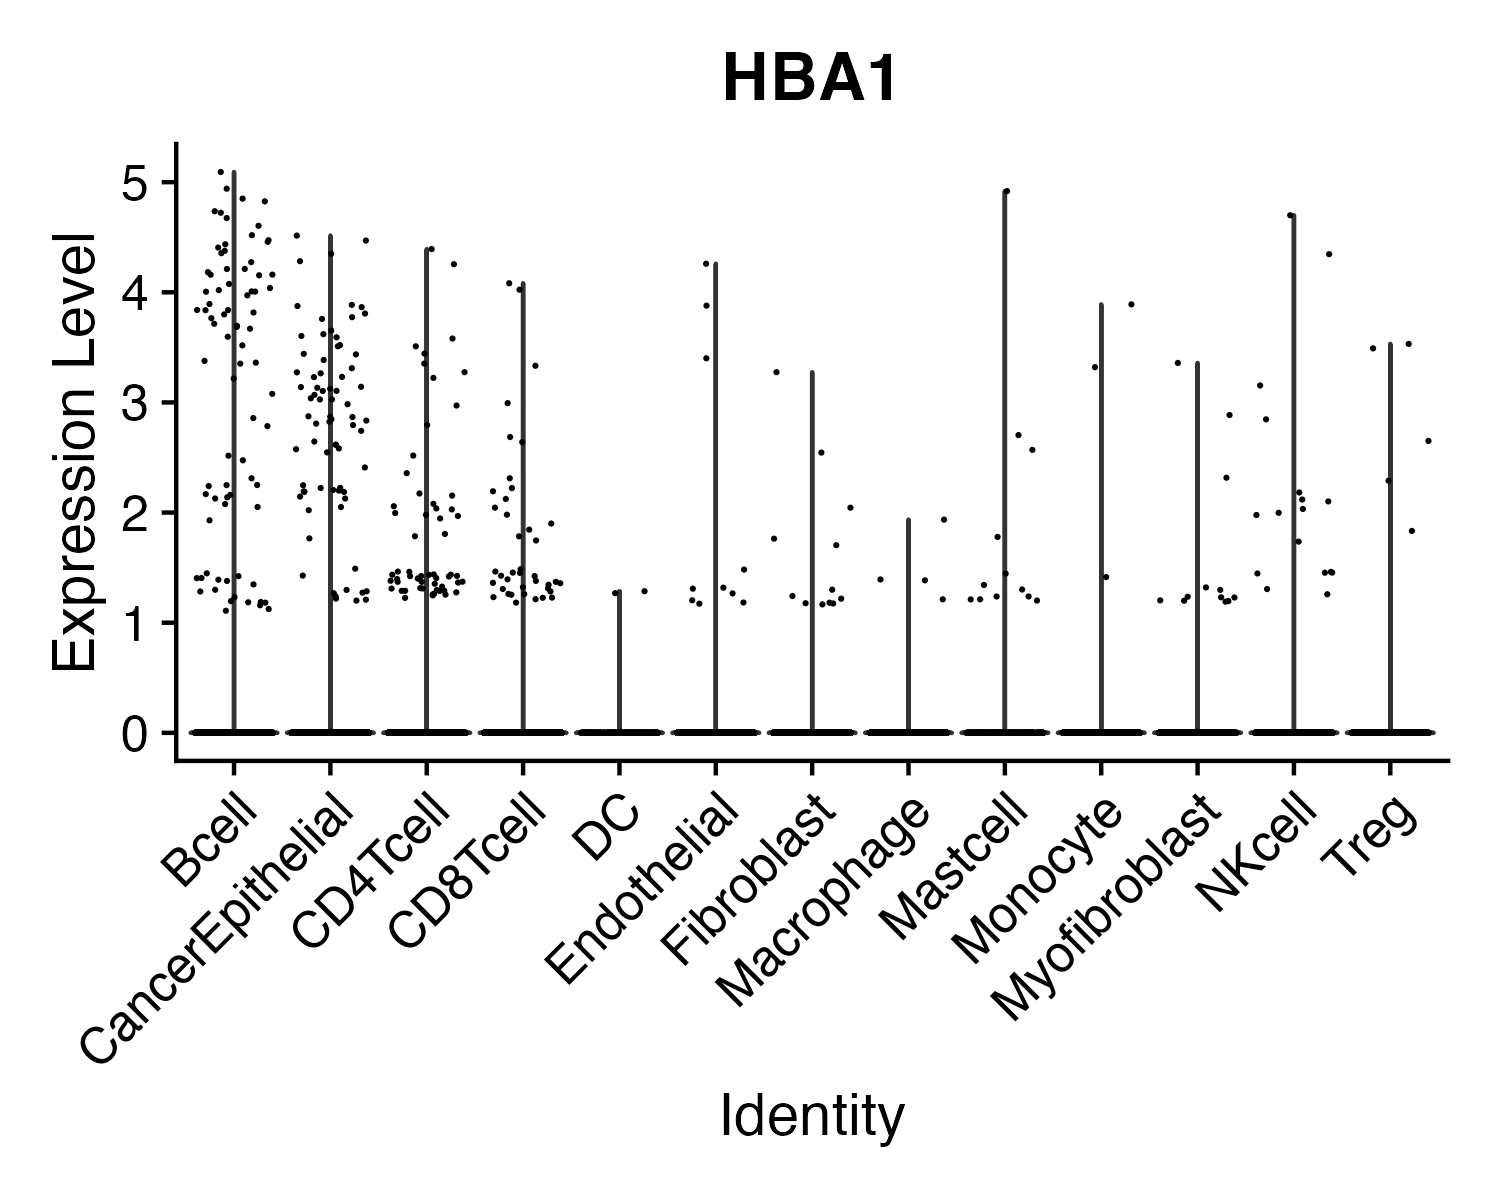 HBA1
Expression Level
5
4
3
2
1
0
Bcell
CancerEpithelial
CD4Tcell
CD8Tcell
DC
Endothelial
Fibroblast
Macrophage
Mastcell
Monocyte
Myofibroblast
NKcell
Treg
Identity